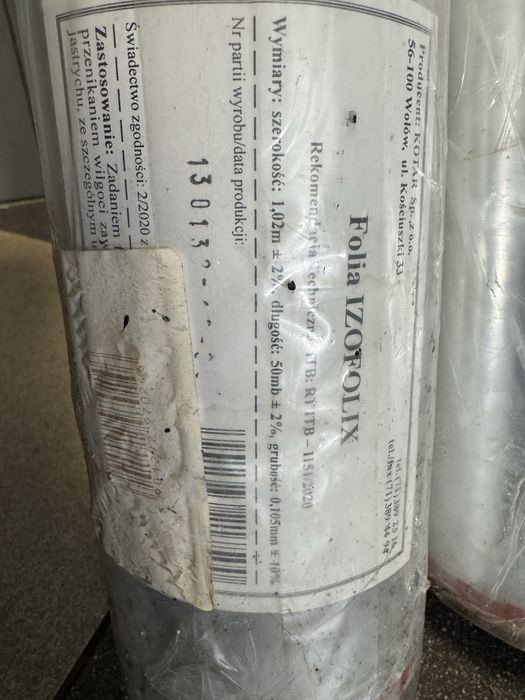 Producent: KOTAR Sp. z o.o.
56-100 Wołów, ul. Kościuszki 33
tel. (71) 389 23 16
tel./fax (71) 389 44 94
Folia IZOFOLIX
Rekomendacja Techniczna ITB: RT ITB – 1151/2020
Wymiary: szerokość: 1,02m ± 2%, długość: 50mb ± 2%, grubość: 0,105mm ± 10%
Nr partii wyrobu/data produkcji:
Świadectwo zgodności: 2/2020 z
Zastosowanie: Zadaniem
przenikaniem wilgoci
jastrychu, ze szczególnym